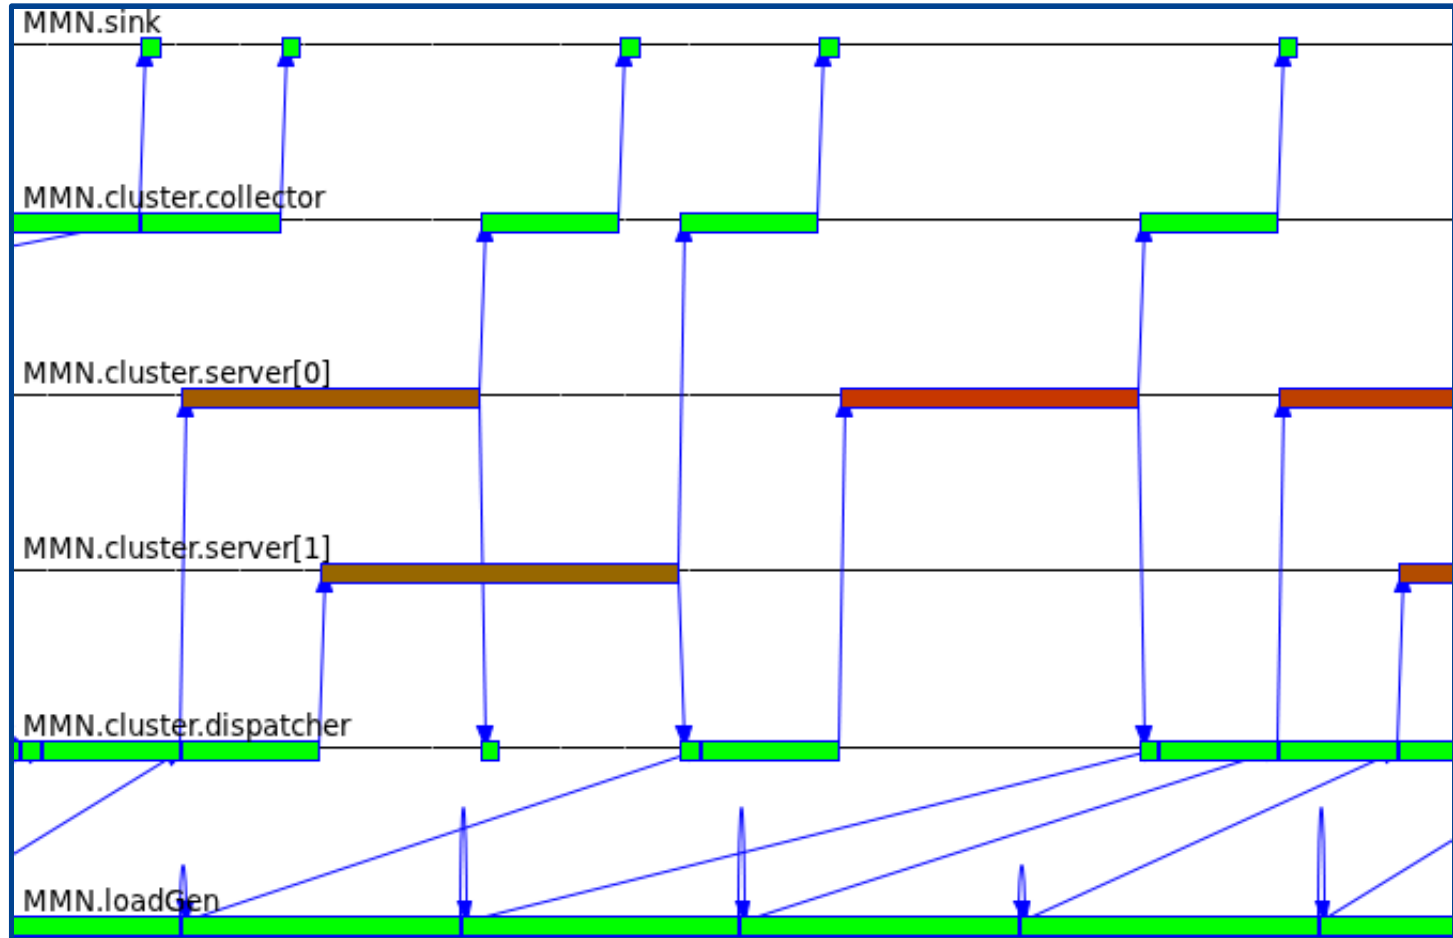 MMN.sink
MMN.cluster.collector
MMN.cluster.server[0]
MMN.cluster.server[1]
MMN.cluster.dispatcher
MMN.loadGen